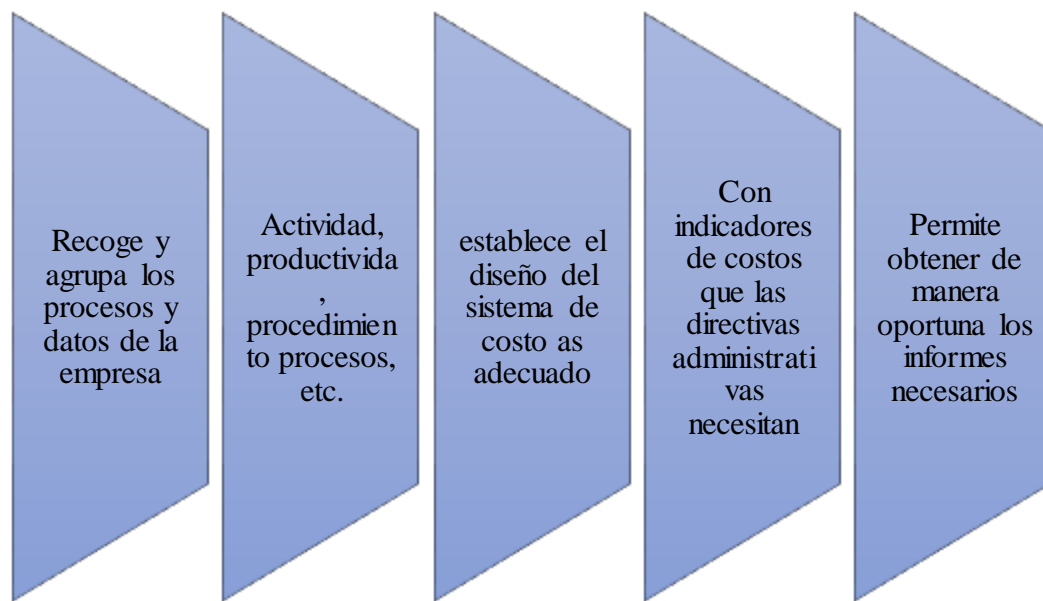 Recoge y
agrupa los
procesos y
datos de la
empresa
Actividad,
productivida
,
procedimien
to procesos,
etc.
establece el
diseño del
sistema de
costo as
adecuado
Con
indicadores
de costos
que las
directivas
administrati
vas
necesitan
Permite
obtener de
manera
oportuna los
informes
necesarios